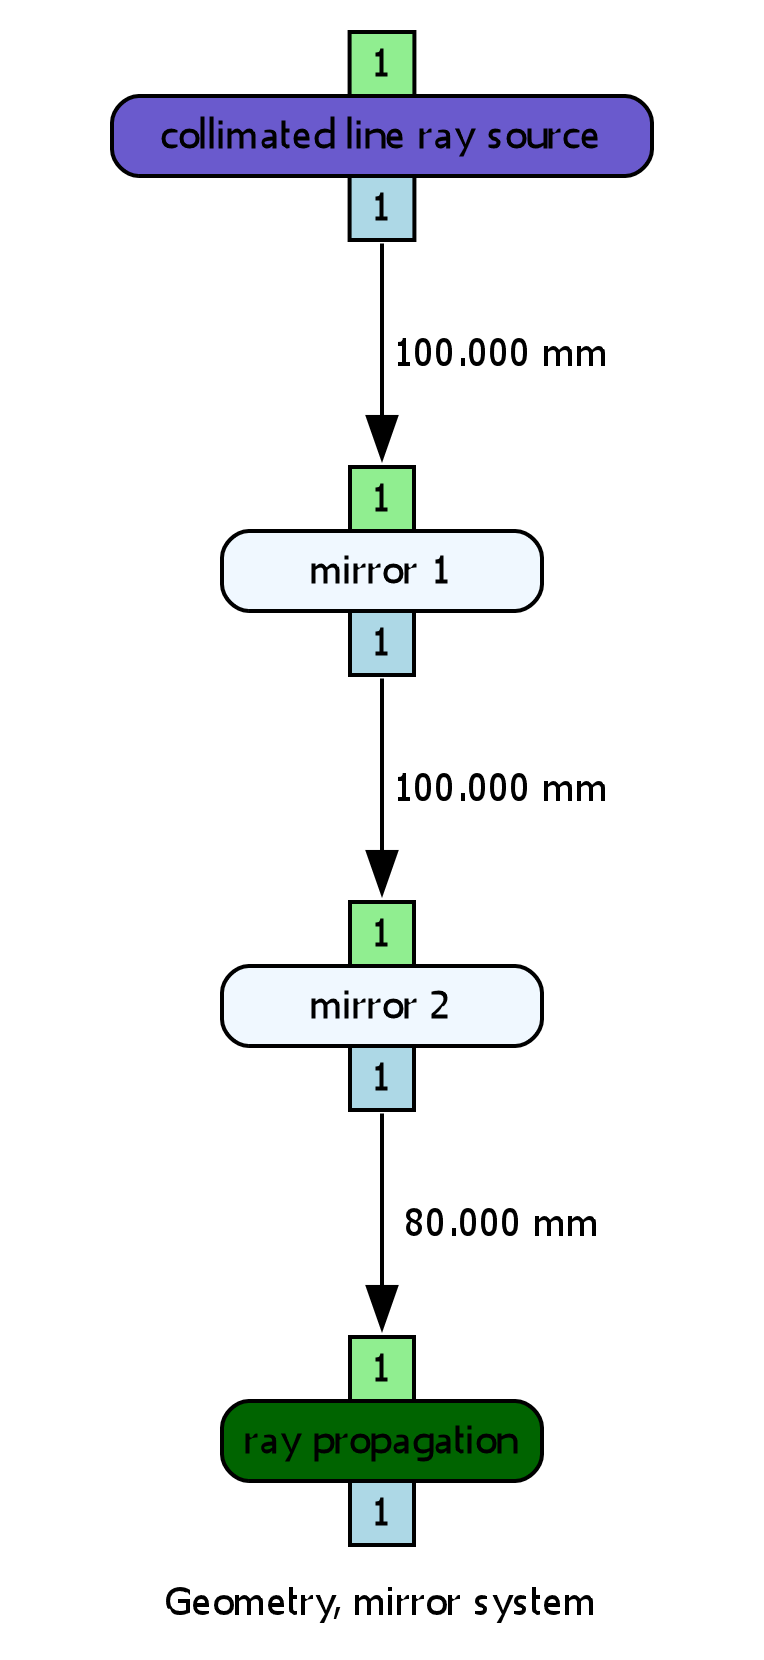 1
collimated line ray source
1
100.000 mm
1
mirror 1
1
100.000 mm
1
mirror 2
1
80.000 mm
1
ray propagation
1
Geometry, mirror system